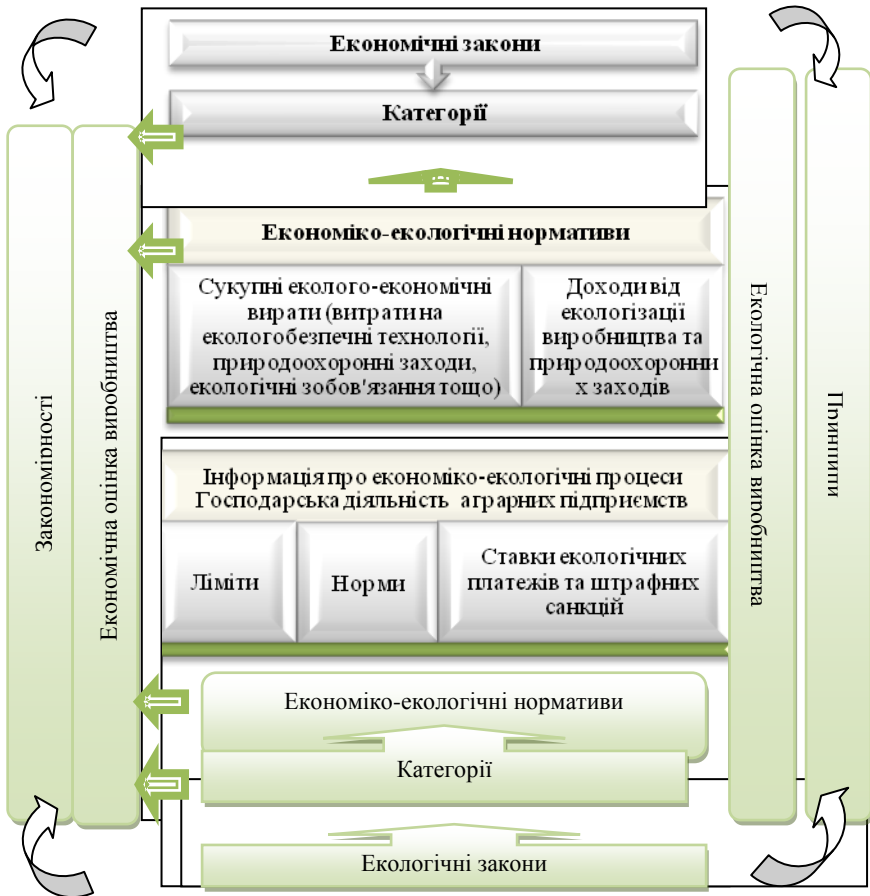 Економічні закони
Категорії
Економіко-екологічні нормативи
Сукупні еколого-економічні
вирати (витрати на
екологобезпечні технології,
природоохоронні заходи,
екологічні зобов'язання тощо)
Доходи від
екологізації
виробництва та
природоохоронни
х заходів
Інформація про економіко-екологічні процеси
Господарська діяльність аграрних підприємств
Ліміти
Норми
Ставки екологічних
платежів та штрафних
санкцій
Економіко-екологічні нормативи
Категорії
Екологічні закони
Закономірності
Економічна оцінка виробництва
Екологічна оцінка виробництва
Принципи